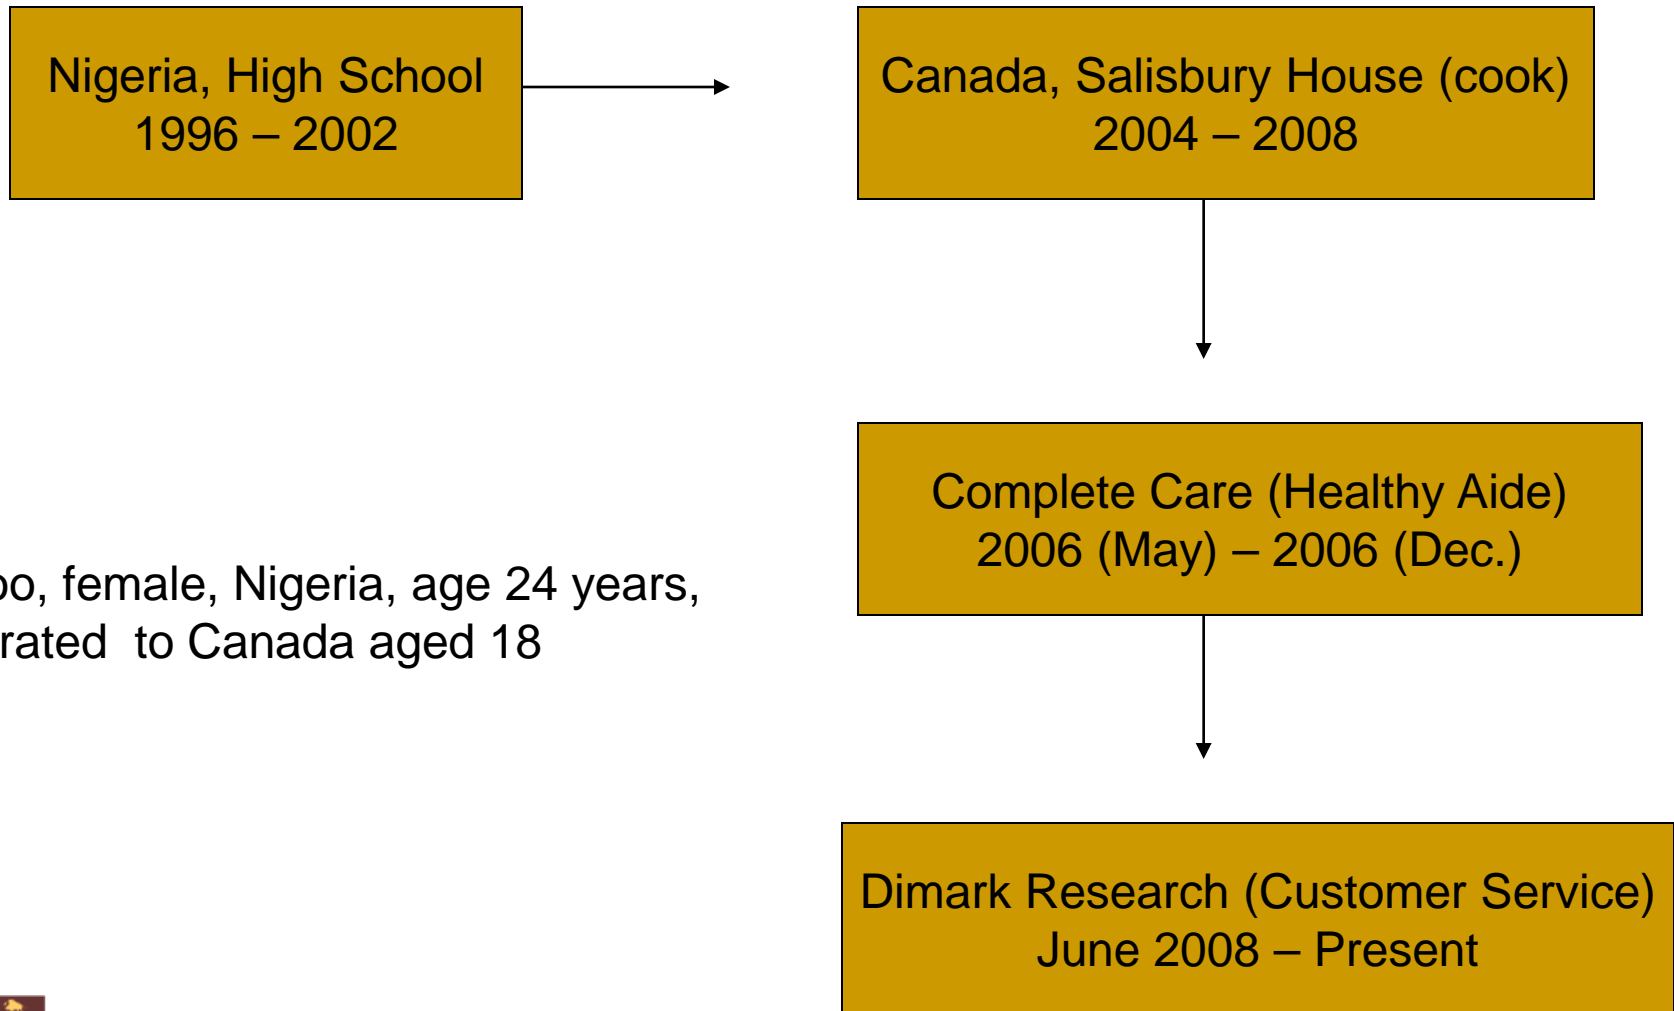 Nigeria, High School
1996 – 2002
Canada, Salisbury House (cook)
2004 – 2008
Complete Care (Healthy Aide)
2006 (May) – 2006 (Dec.)
female, Nigeria, age 24 years,
to Canada aged 18
Dimark Research (Customer Service)
June 2008 – Present